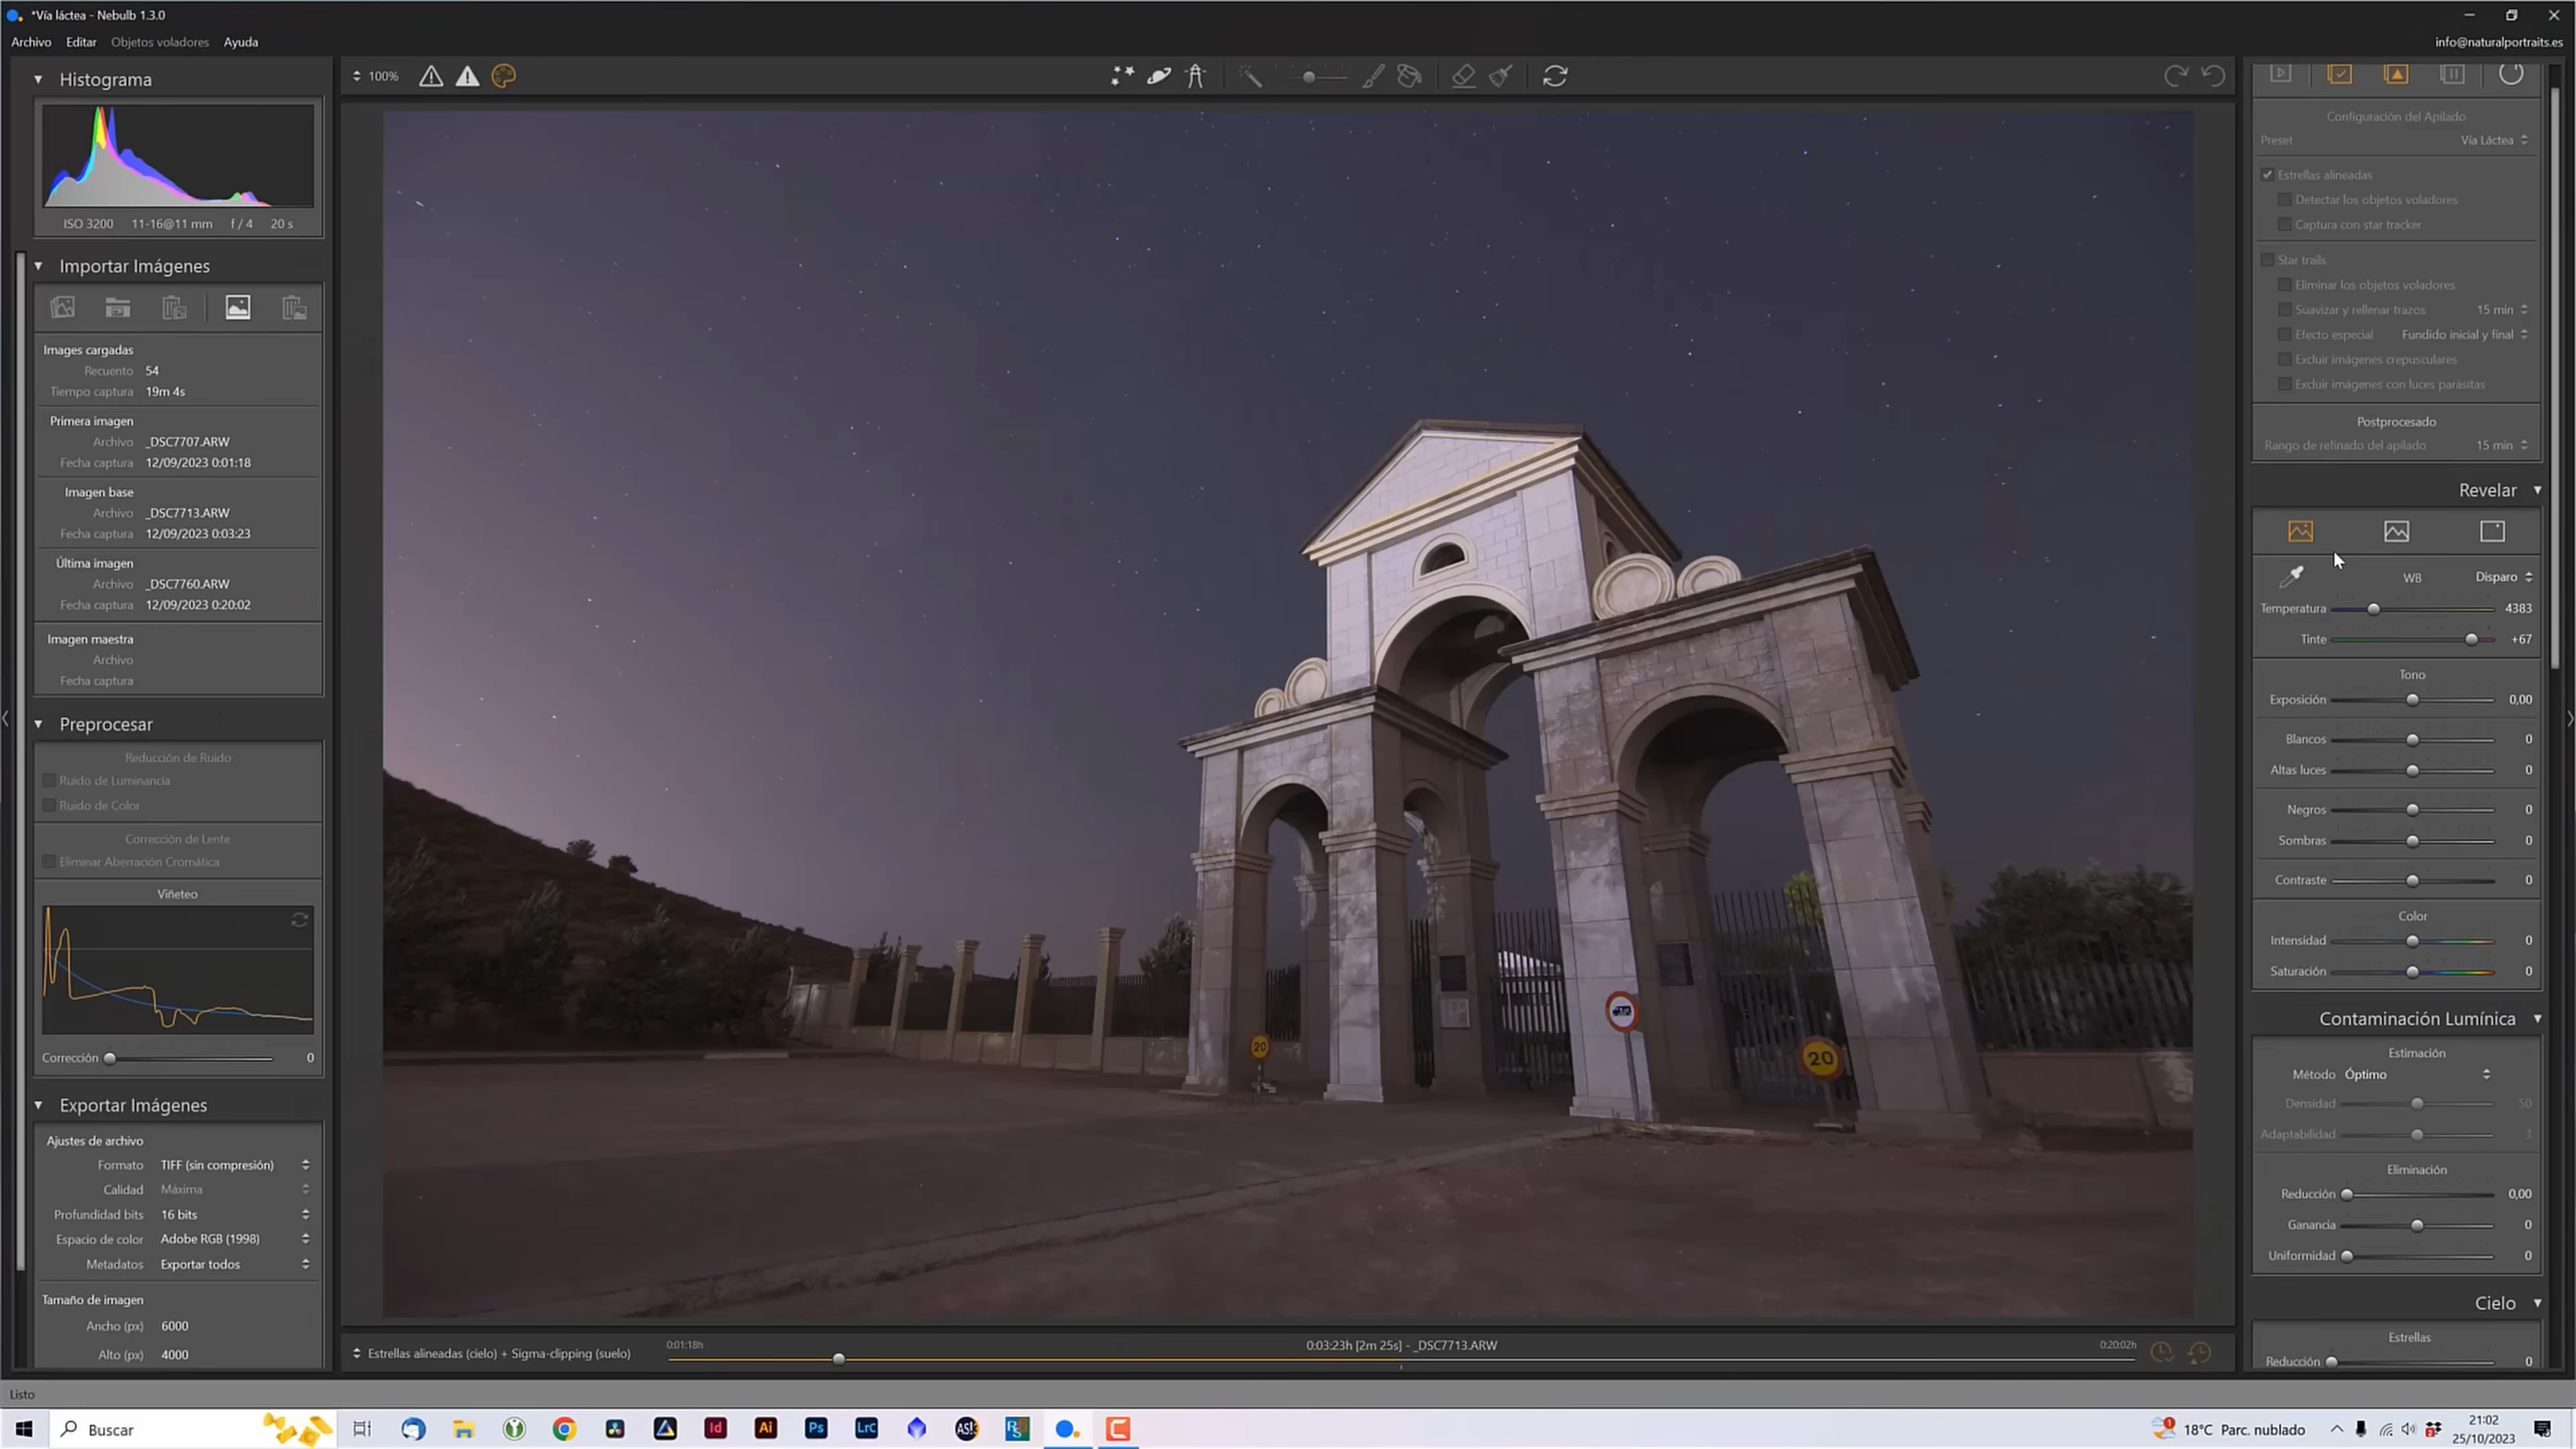 *Vía láctea - Nebulb 1.3.0
Archivo Editar Objetos voladores Ayuda
info@naturalportraits.es
Histograma
ISO 3200 11-16@11 mm f / 4 20 s
Importar Imágenes
Images cargadas
Recuento 54
Tiempo captura 19m 4s
Primera imagen
Archivo _DSC7707.ARW
Fecha captura 12/09/2023 0:01:18
Imagen base
Archivo _DSC7713.ARW
Fecha captura 12/09/2023 0:03:23
Última imagen
Archivo _DSC7760.ARW
Fecha captura 12/09/2023 0:20:02
Imagen maestra
Archivo
Fecha captura
Preprocesar
Reducción de Ruido
Ruido de Luminancia
Ruido de Color
Corrección de Lente
Eliminar Aberración Cromática
Viñeteo
Corrección 0
Exportar Imágenes
Ajustes de archivo
Formato TIFF (sin compresión)
Calidad Máxima
Profundidad bits 16 bits
Espacio de color Adobe RGB (1998)
Metadatos Exportar todos
Tamaño de imagen
Ancho (px) 6000
Alto (px) 4000
100%
20
20
Estrellas alineadas (cielo) + Sigma-clipping (suelo)
0:01:18h
0:03:23h [2m 25s] - _DSC7713.ARW
0:20:02h
Configuración del Apilado
Preset Vía Láctea
Estrellas alineadas
Detectar los objetos voladores
Captura con star tracker
Star trails
Eliminar los objetos voladores
Suavizar y rellenar trazos 15 min
Efecto especial Fundido inicial y final
Excluir imágenes crepusculares
Excluir imágenes con luces parásitas
Postprocesado
Rango de refinado del apilado 15 min
Revelar
WB Disparo
Temperatura 4383
Tinte +67
Tono
Exposición 0,00
Blancos 0
Altas luces 0
Negros 0
Sombras 0
Contraste 0
Color
Intensidad 0
Saturación 0
Contaminación Lumínica
Estimación
Método Óptimo
Densidad 50
Adaptabilidad 3
Eliminación
Reducción 0,00
Ganancia 0
Uniformidad 0
Cielo
Estrellas
Reducción 0
Listo
Buscar
Id
Ai
Ps
LrC
AS!
18°C Parc. nublado
21:02
25/10/2023